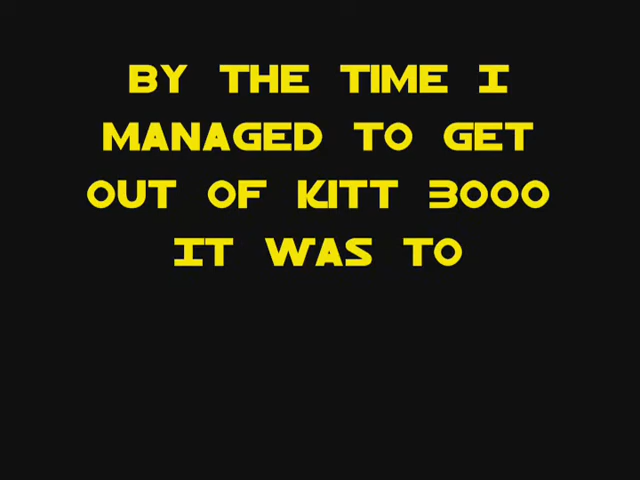 BY THE TIME I
MANAGED TO GET
OUT OF KITT 3000
IT WAS TO